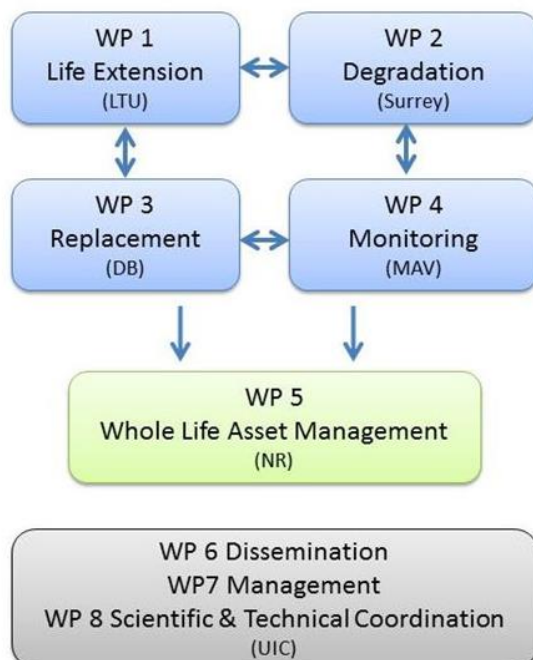 WP 1
Life Extension
(LTU)
WP 2
Degradation
(Surrey)
WP 3
Replacement
(DB)
WP 4
Monitoring
(MAV)
WP 5
Whole Life Asset Management
(NR)
WP 6 Dissemination
WP7 Management
WP 8 Scientific & Technical Coordination
(UIC)